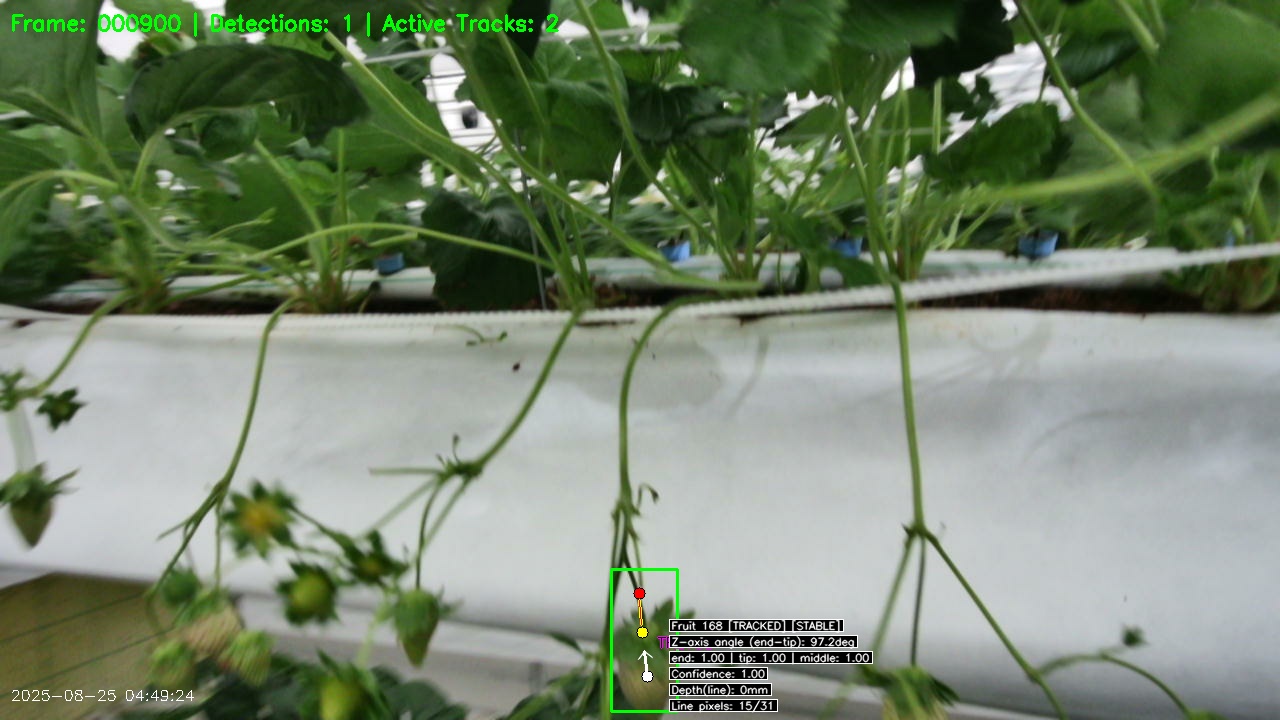 Frame: 000900 | Detections: 1 | Active Tracks: 2
Fruit 168 [TRACKED] [STABLE]
Z-axis angle (end-tip): 97.2deg
end: 1.00 | tip: 1.00 | middle: 1.00
Confidence: 1.00
Depth(line): 0mm
Line pixels: 15/31
2025-08-25 04:49:24